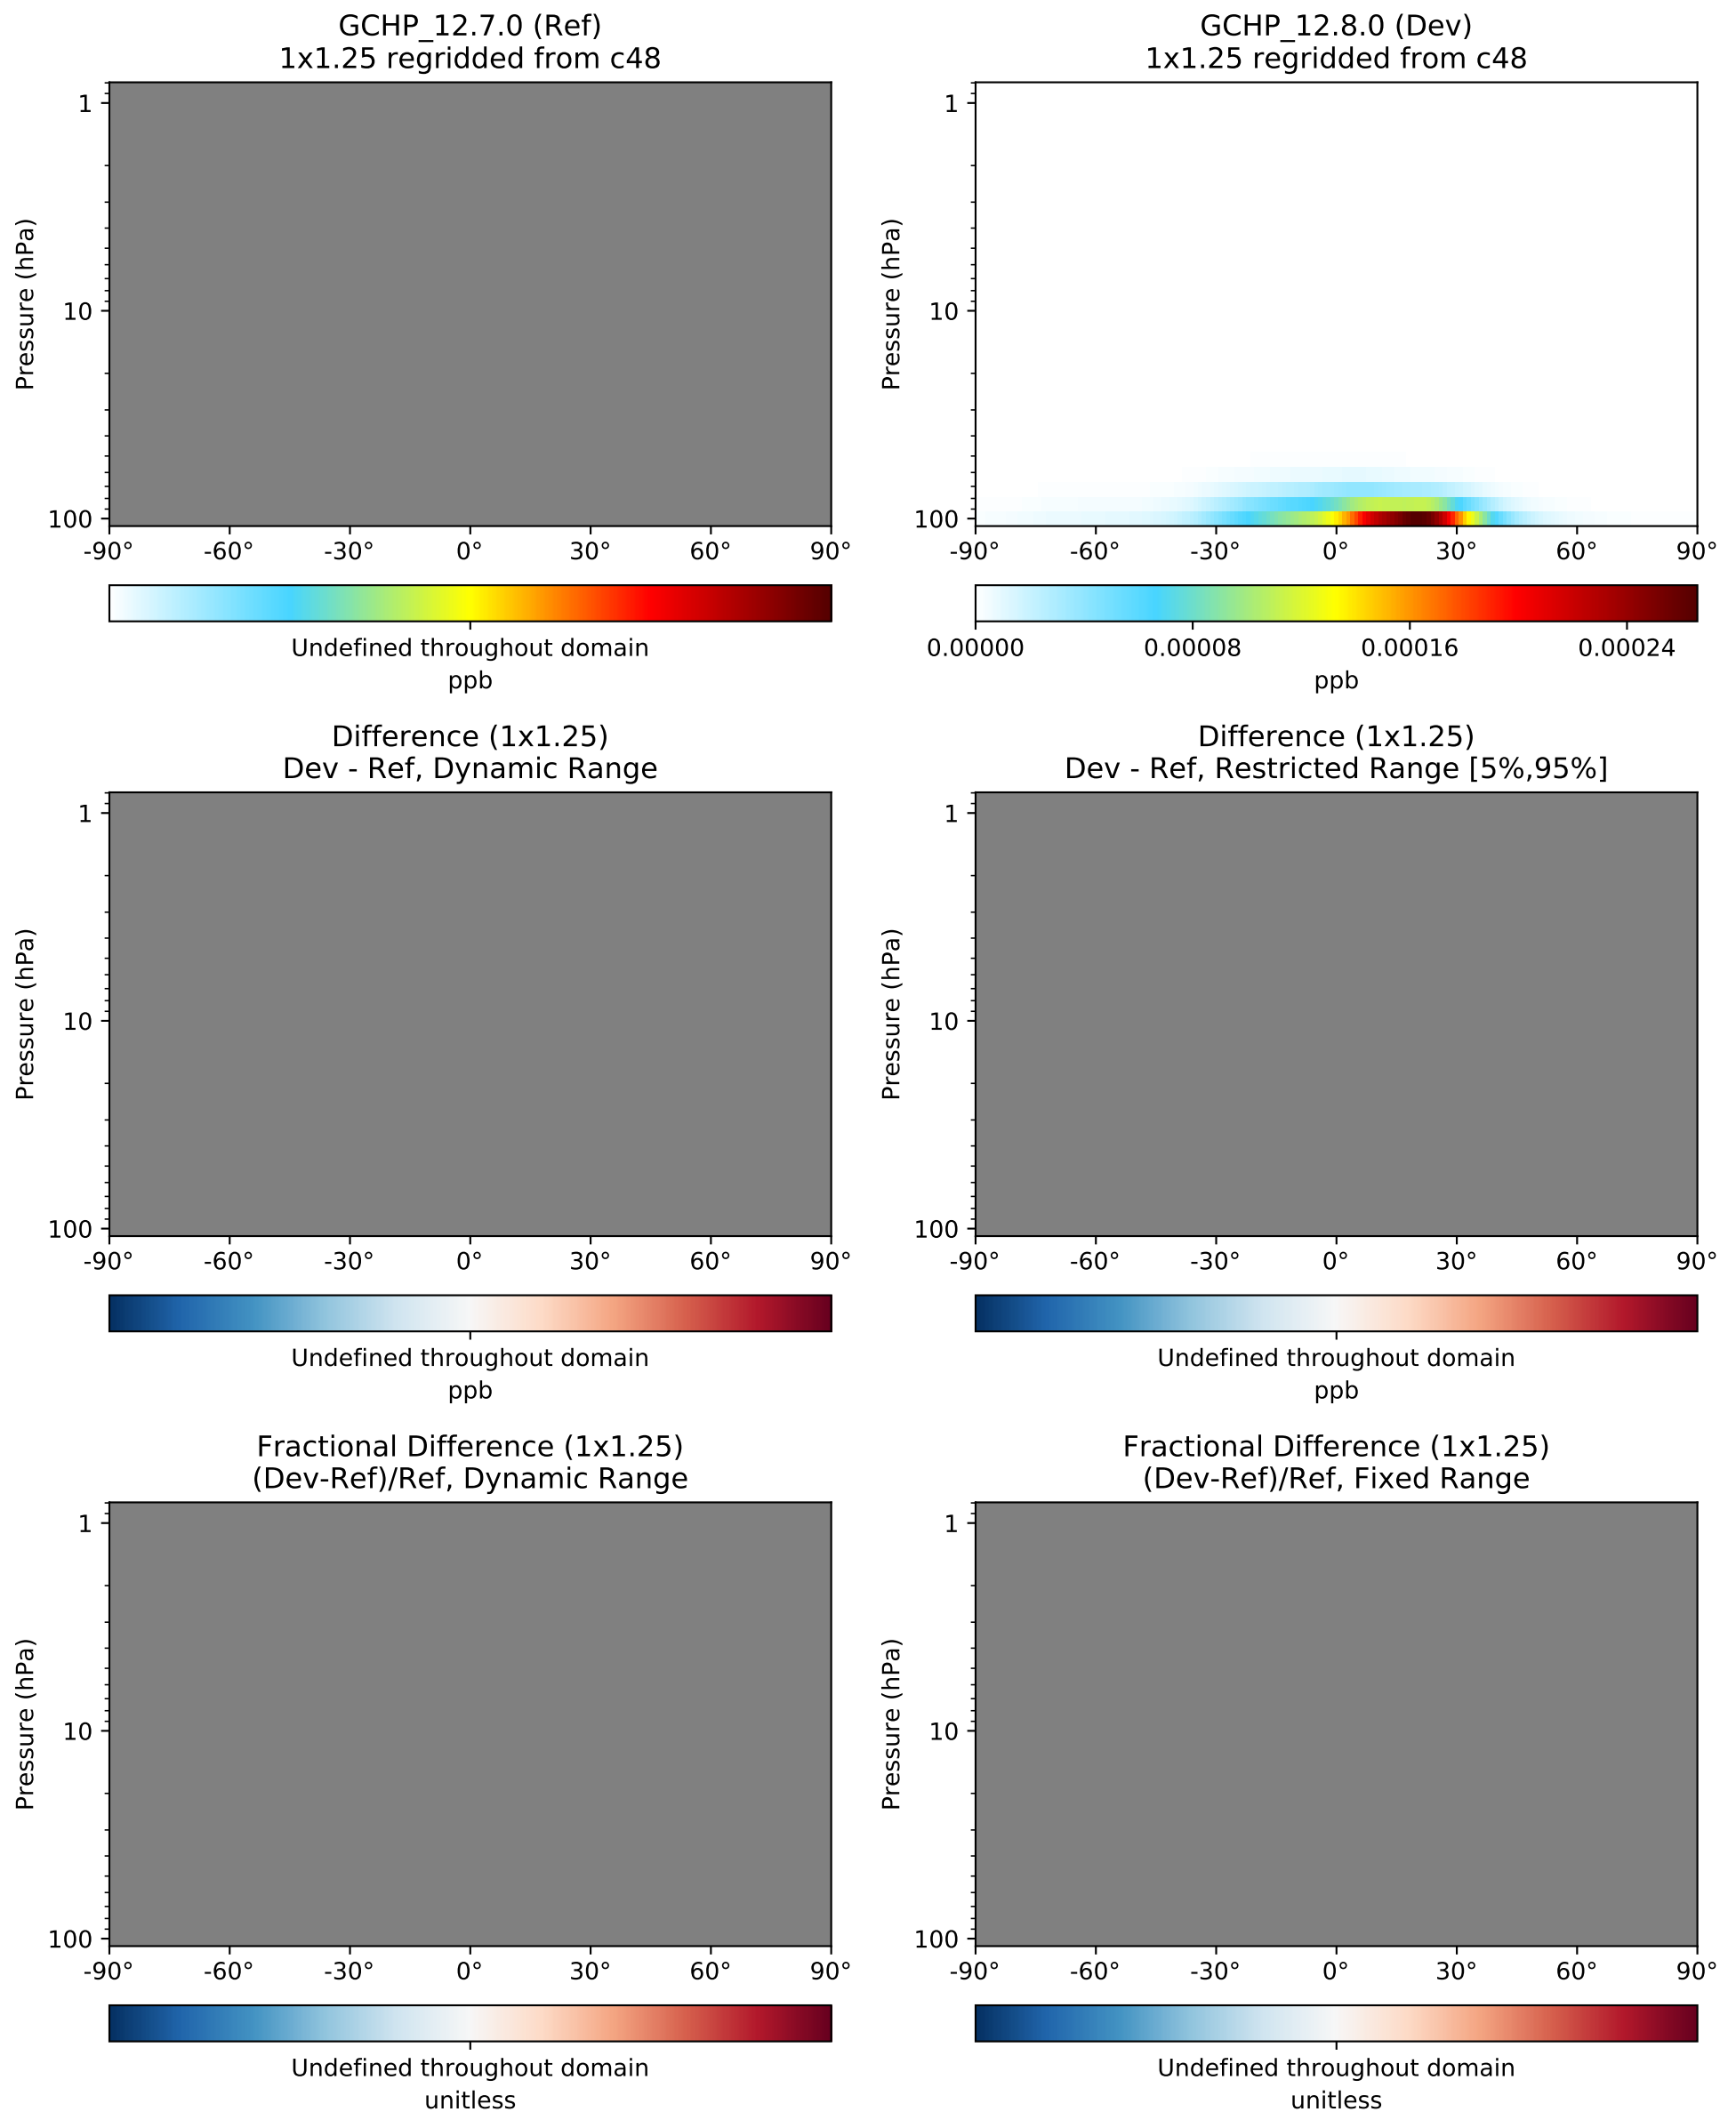 GCHP_12.7.0 (Ref)
1x1.25 regridded from c48
Pressure (hPa)
1
10
100
-90° -60° -30° 0° 30° 60° 90°
Undefined throughout domain
ppb
GCHP_12.8.0 (Dev)
1x1.25 regridded from c48
Pressure (hPa)
1
10
100
-90° -60° -30° 0° 30° 60° 90°
0.00000 0.00008 0.00016 0.00024
ppb
Difference (1x1.25)
Dev - Ref, Dynamic Range
Pressure (hPa)
1
10
100
-90° -60° -30° 0° 30° 60° 90°
Undefined throughout domain
ppb
Difference (1x1.25)
Dev - Ref, Restricted Range [5%,95%]
Pressure (hPa)
1
10
100
-90° -60° -30° 0° 30° 60° 90°
Undefined throughout domain
ppb
Fractional Difference (1x1.25)
(Dev-Ref)/Ref, Dynamic Range
Pressure (hPa)
1
10
100
-90° -60° -30° 0° 30° 60° 90°
Undefined throughout domain
unitless
Fractional Difference (1x1.25)
(Dev-Ref)/Ref, Fixed Range
Pressure (hPa)
1
10
100
-90° -60° -30° 0° 30° 60° 90°
Undefined throughout domain
unitless